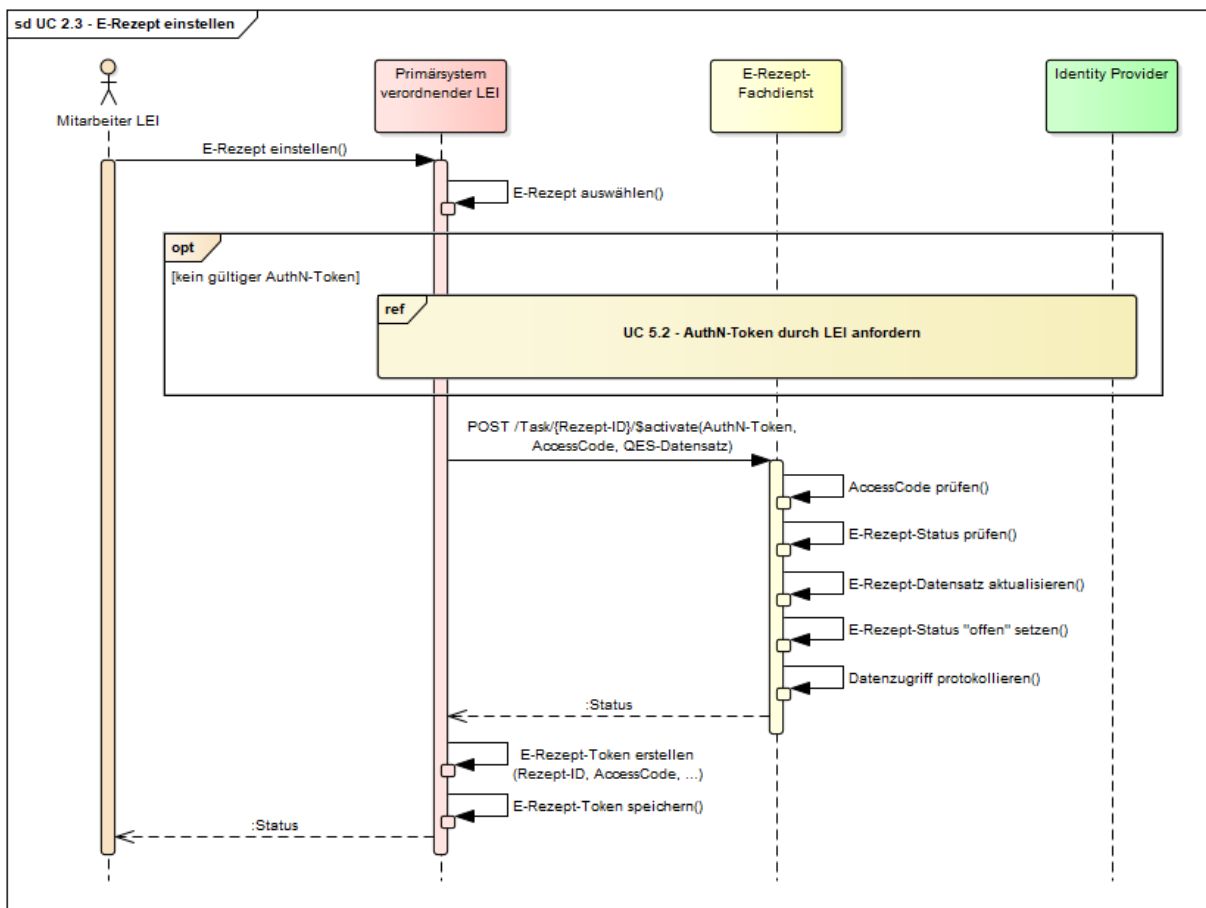 sd UC 2.3 - E-Rezept einstellen
Mitarbeiter LEI
Primärsystem
verordnender LEI
E-Rezept-
Fachdienst
Identity Provider
E-Rezept einstellen()
E-Rezept auswählen()
opt
[kein gültiger AuthN-Token]
ref
UC 5.2 - AuthN-Token durch LEI anfordern
POST /Task/{Rezept-ID}/$activate(AuthN-Token,
AccessCode, QES-Datensatz)
AccessCode prüfen()
E-Rezept-Status prüfen()
E-Rezept-Datensatz aktualisieren()
E-Rezept-Status "offen" setzen()
Datenzugriff protokollieren()
:Status
E-Rezept-Token erstellen
(Rezept-ID, AccessCode, ...)
E-Rezept-Token speichern()
:Status